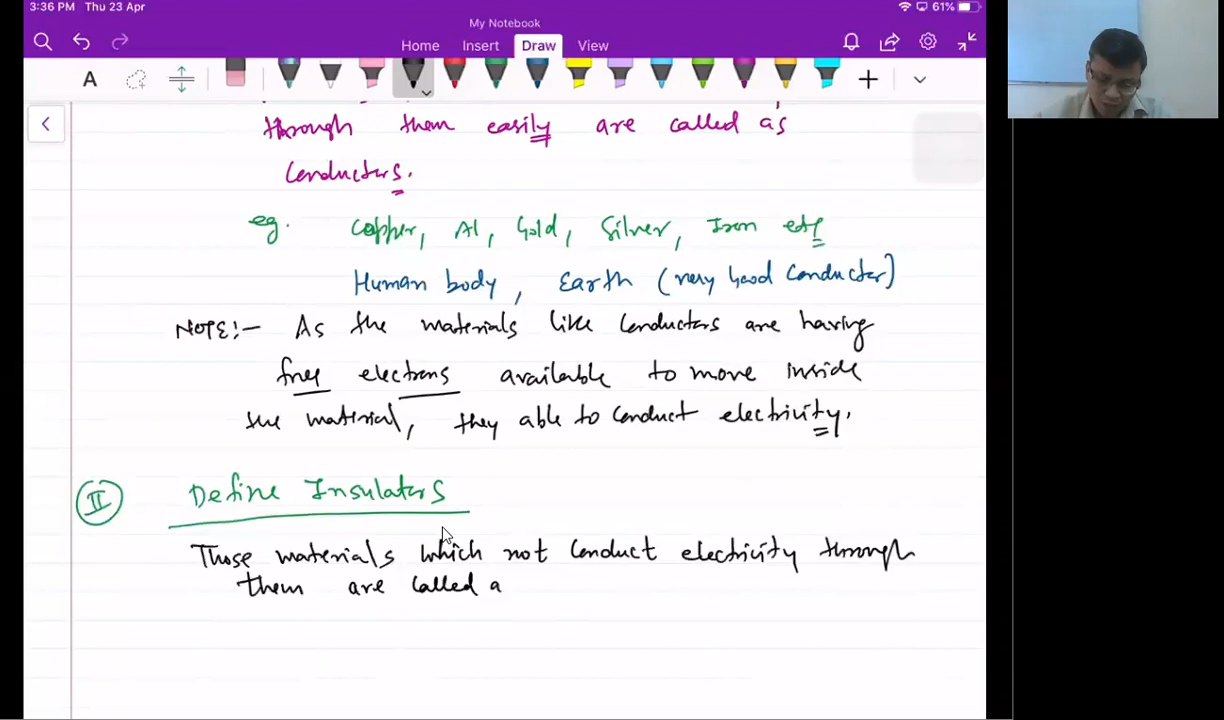 3:36 PM Thu 23 Apr
61%
My Notebook
Home Insert Draw View
A
through them easily are called as
Conductors.
eg. Copper, Al, Gold, Silver, Iron etc
Human body, Earth (very Good Conductor)
NOTE:- As the materials like Conductors are having
free electrons available to move inside
the material, they able to Conduct electricity.
II Define Insulators
Those materials which not Conduct electricity through
them are called a